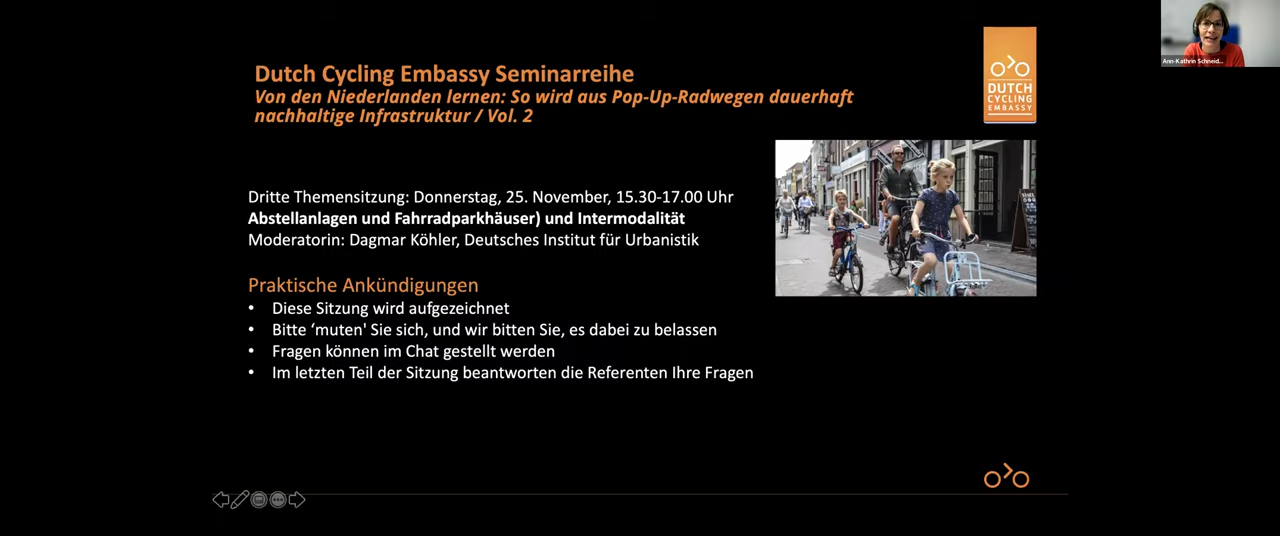 Ann-Kathrin Schneid...
Dutch Cycling Embassy Seminarreihe
Von den Niederlanden lernen: So wird aus Pop-Up-Radwegen dauerhaft
nachhaltige Infrastruktur / Vol. 2
DUTCH
CYCLING
EMBASSY
Dritte Themensitzung: Donnerstag, 25. November, 15.30-17.00 Uhr
Abstellanlagen und Fahrradparkhäuser) und Intermodalität
Moderatorin: Dagmar Köhler, Deutsches Institut für Urbanistik
Praktische Ankündigungen
• Diese Sitzung wird aufgezeichnet
• Bitte ‘muten' Sie sich, und wir bitten Sie, es dabei zu belassen
• Fragen können im Chat gestellt werden
• Im letzten Teil der Sitzung beantworten die Referenten Ihre Fragen